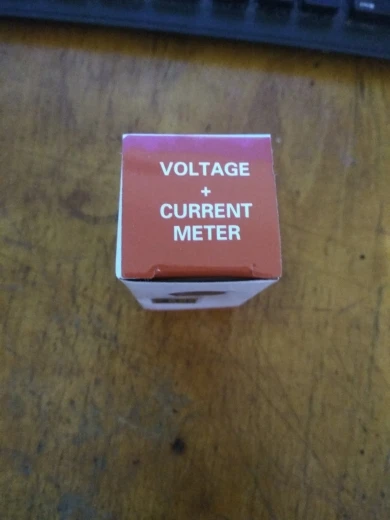 VOLTAGE
+
CURRENT
METER